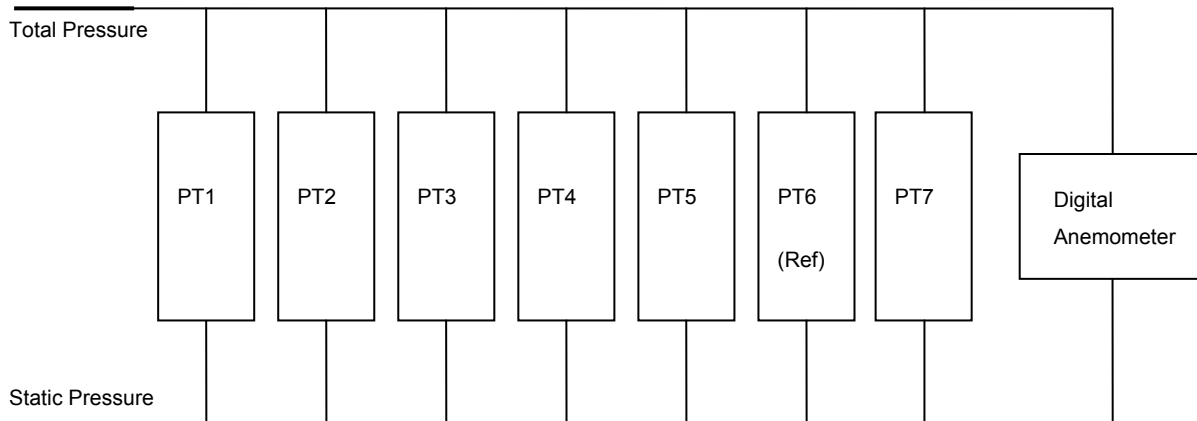 Total Pressure
PT1
PT2
PT3
PT4
PT5
PT6
(Ref)
PT7
Digital
Anemometer
Static Pressure